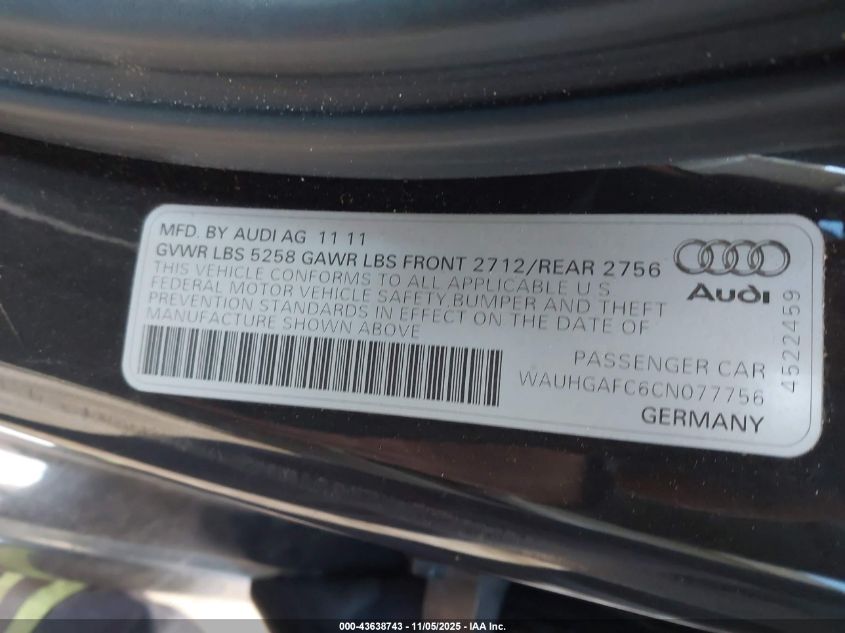 MFD. BY AUDI AG 11 11
GVWR LBS 5258 GAWR LBS FRONT 2712/REAR 2756
THIS VEHICLE CONFORMS TO ALL APPLICABLE U S
FEDERAL MOTOR VEHICLE SAFETY, BUMPER AND THEFT
PREVENTION STANDARDS IN EFFECT ON THE DATE OF
MANUFACTURE SHOWN ABOVE
Audi
4522459
PASSENGER CAR
WAUHGAFC6CN077756
GERMANY
000-43638743 - 11/05/2025 - IAA Inc.